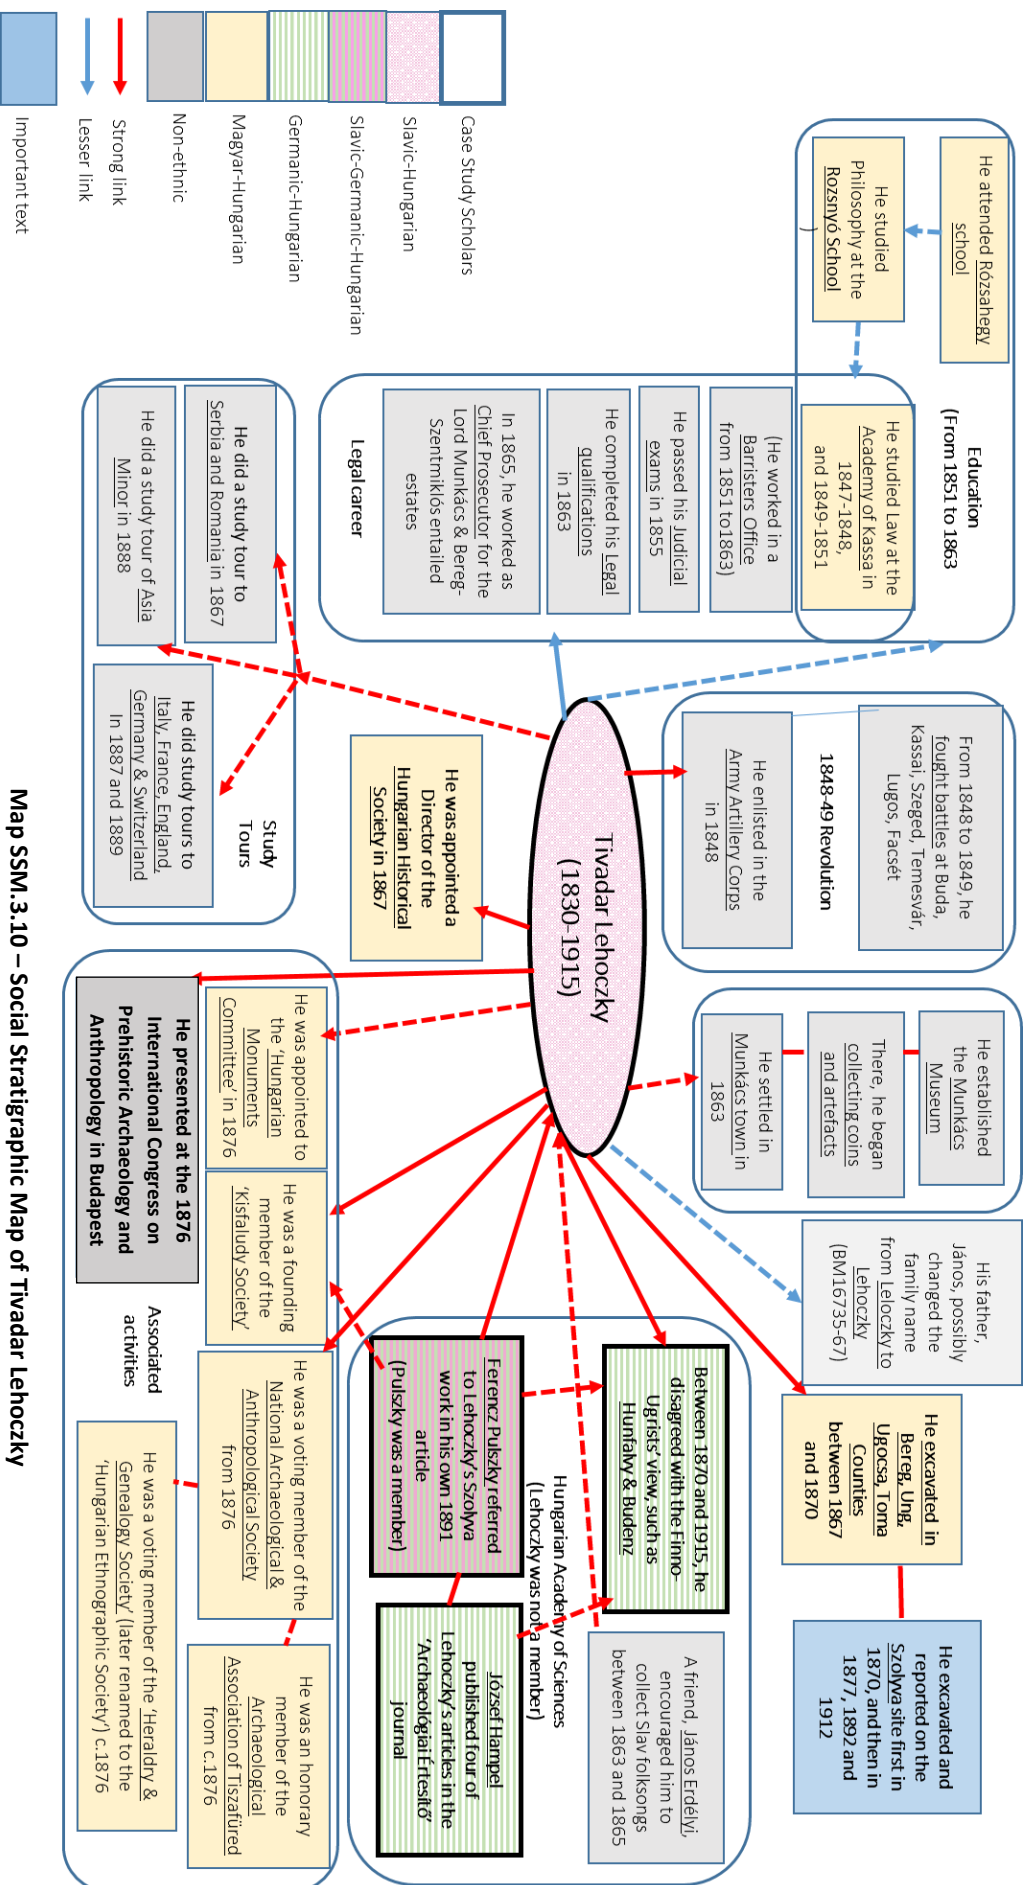 He attended Rózsahegy
school
He studied
Philosophy at the
Rozsnyó School
)
Education
(From 1851 to 1863
He studied Law at the
Academy of Kassa in
1847-1848,
and 1849-1851
(He worked in a
Barristers Office
from 1851 to1863)
He passed his Judicial
exams in 1855
He completed his Legal
qualifications
in 1863
In 1865, he worked as
Chief Prosecutor for the
Lord Munkács & Bereg-
Szentmiklós entailed
estates
Legal career
He did a study tour to
Serbia and Romania in 1867
He did a study tour of Asia
Minor in 1888
He did study tours to
Italy, France, England,
Germany & Switzerland
In 1887 and 1889
Study
Tours
From 1848 to 1849, he
fought battles at Buda,
Kassai, Szeged, Temesvár,
Lugos, Facsét
1848-49 Revolution
He enlisted in the
Army Artillery Corps
in 1848
Tivadar Lehoczky
(1830-1915)
He was appointed a
Director of the
Hungarian Historical
Society in 1867
He established
the Munkács
Museum
There, he began
collecting coins
and artefacts
He settled in
Munkács town in
1863
His father,
János, possibly
changed the
family name
from Leloczky to
Lehoczky
(BM16735-67)
He excavated in
Bereg, Ung,
Ugocsa, Torna
Counties
between 1867
and 1870
He excavated and
reported on the
Szolyva site first in
1870, and then in
1877, 1892 and
1912
Between 1870 and 1915, he
disagreed with the Finno-
Ugrists' view, such as
Hunfalvy & Budenz
A friend, János Erdélyi,
encouraged him to
collect Slav folksongs
between 1863 and 1865
Hungarian Academy of Sciences
(Lehoczky was not a member)
Ferencz Pulszky referred
to Lehoczky's Szolyva
work in his own 1891
article
(Pulszky was a member)
József Hampel
published four of
Lehoczky's articles in the
'Archaeológiai Értesítő'
journal
He was appointed to
the 'Hungarian
Monuments
Committee' in 1876
He was a founding
member of the
'Kisfaludy Society'
He presented at the 1876
International Congress on
Prehistoric Archaeology and
Anthropology in Budapest
Associated
activities
He was a voting member of the
National Archaeological &
Anthropological Society
from 1876
He was an honorary
member of the
Archaeological
Association of Tiszafüred
from c.1876
He was a voting member of the 'Heraldry &
Genealogy Society' (later renamed to the
'Hungarian Ethnographic Society') c.1876
Case Study Scholars
Slavic-Hungarian
Slavic-Germanic-Hungarian
Germanic-Hungarian
Magyar-Hungarian
Non-ethnic
Strong link
Lesser link
Important text
Map SSM.3.10 – Social Stratigraphic Map of Tivadar Lehoczky